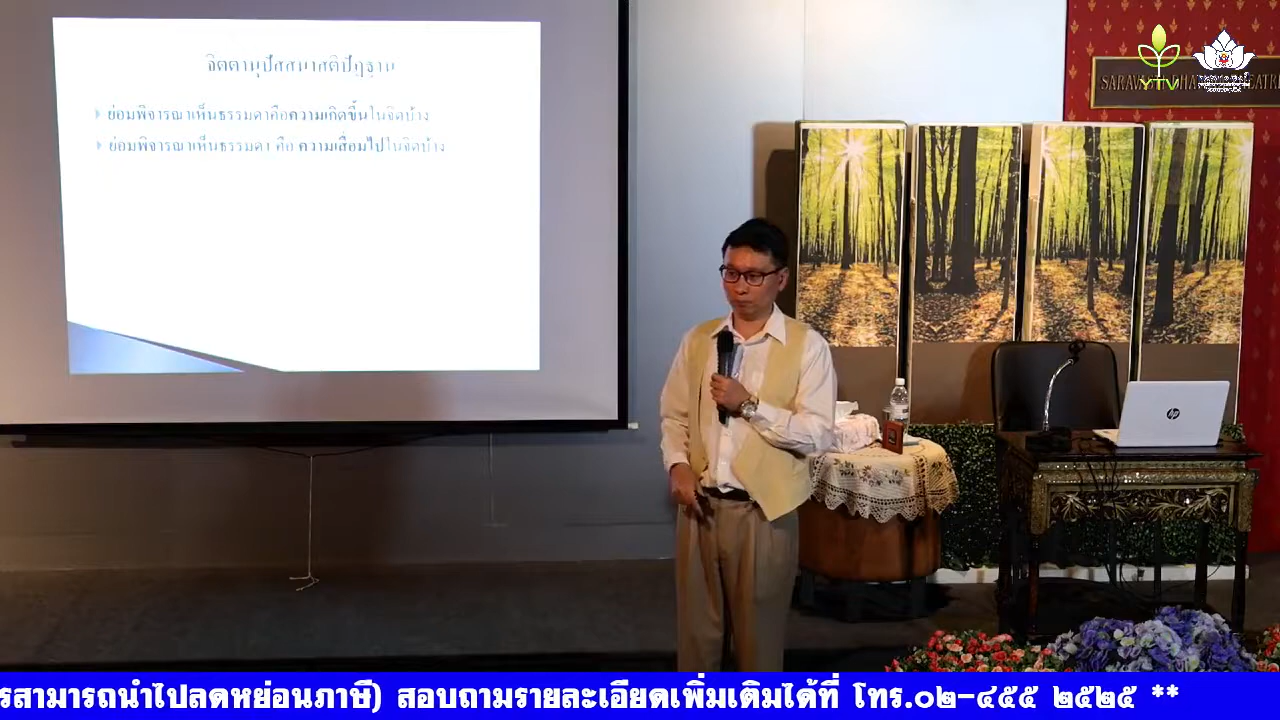 จิตตานุปัสสนาสติปัฏฐาน
ย่อมพิจารณาเห็นธรรมดาคือความเกิดขึ้นในจิตบ้าง
ย่อมพิจารณาเห็นธรรมดา คือ ความเสื่อมไปในจิตบ้าง
YTV
hp
รสามารถนำไปลดหย่อนภาษี) สอบถามรายละเอียดเพิ่มเติมได้ที่ โทร.๐๒-๔๕๕ ๒๕๒๕ **